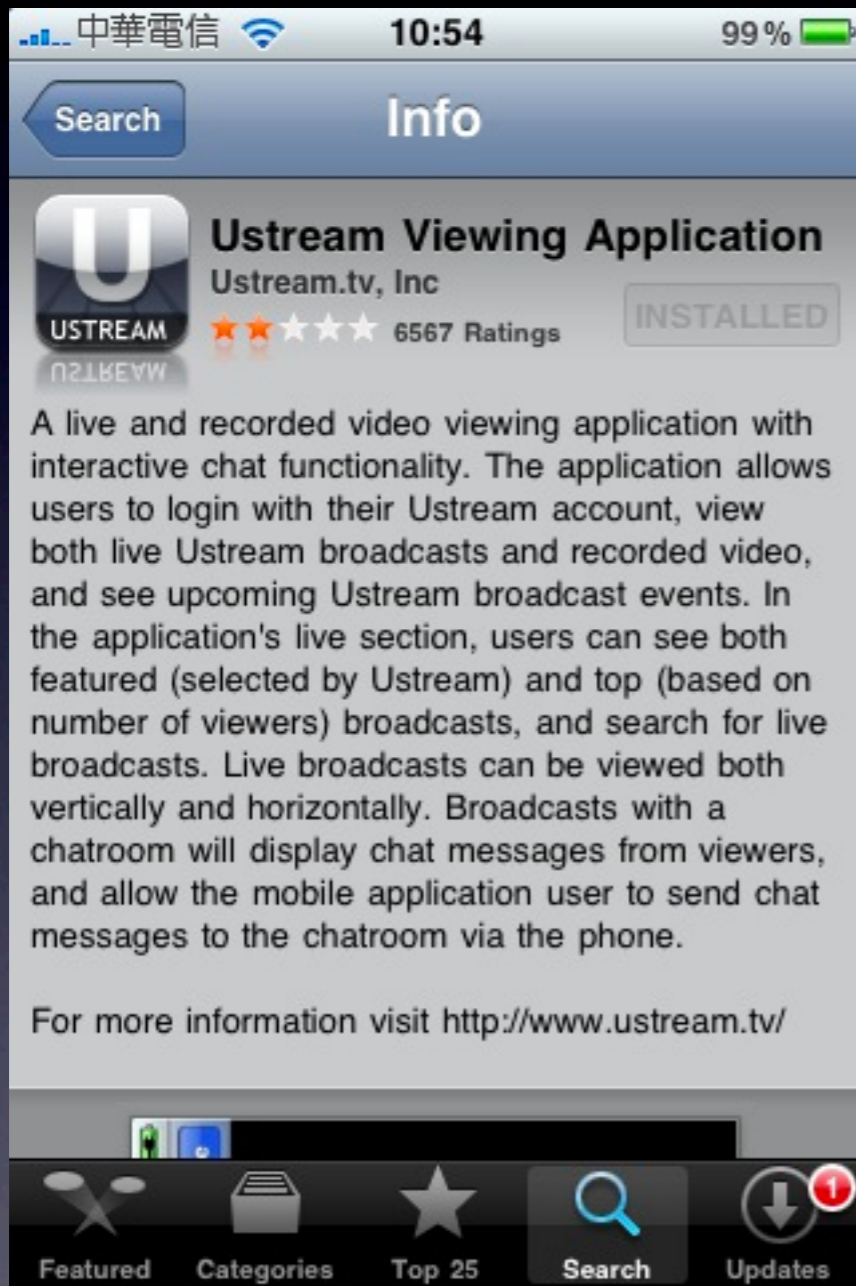 中華電信 10:54 99%
Search Info
U
Ustream Viewing Application
Ustream.tv, Inc
USTREAM 6567 Ratings INSTALLED
A live and recorded video viewing application with
interactive chat functionality. The application allows
users to login with their Ustream account, view
both live Ustream broadcasts and recorded video,
and see upcoming Ustream broadcast events. In
the application's live section, users can see both
featured (selected by Ustream) and top (based on
number of viewers) broadcasts, and search for live
broadcasts. Live broadcasts can be viewed both
vertically and horizontally. Broadcasts with a
chatroom will display chat messages from viewers,
and allow the mobile application user to send chat
messages to the chatroom via the phone.
For more information visit http://www.ustream.tv/
1
Featured Categories Top 25 Search Updates